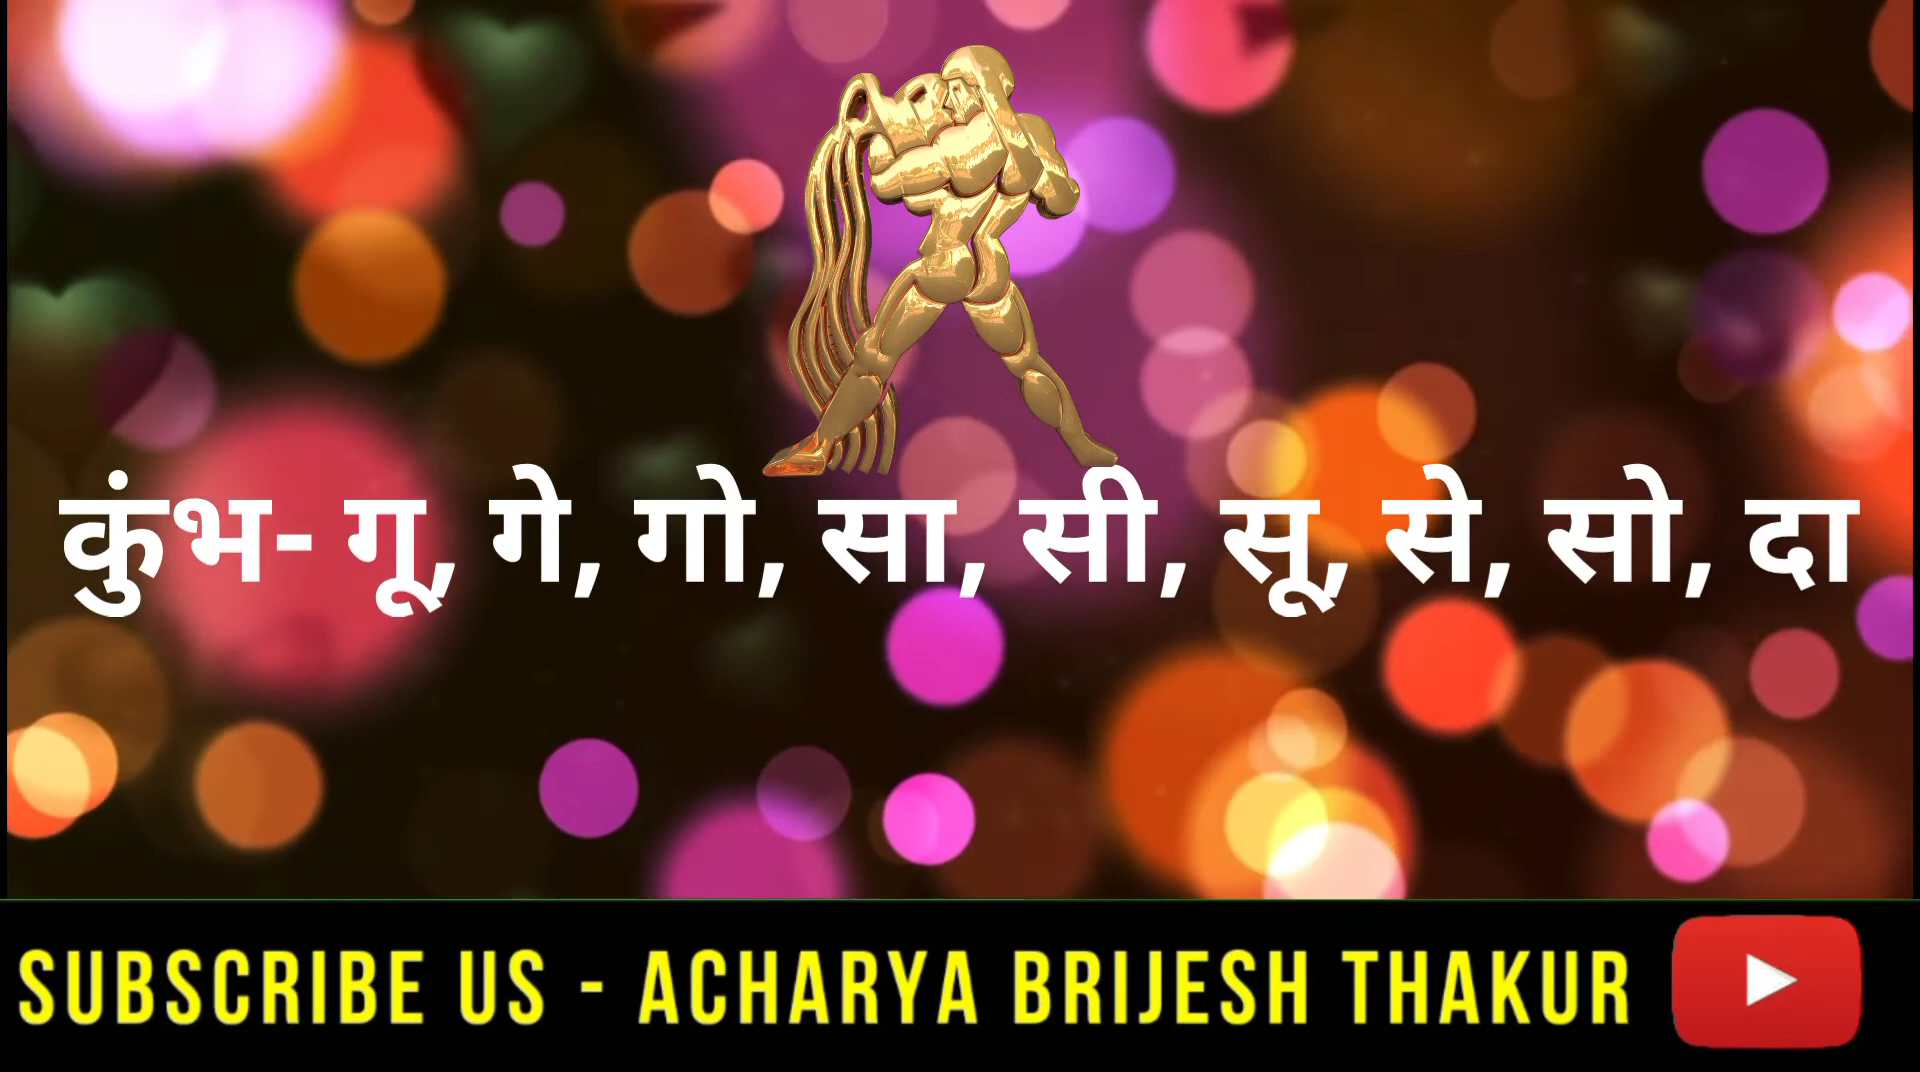 कुंभ- गू, गे, गो, सा, सी, सू, से, सो, दा
SUBSCRIBE US - ACHARYA BRIJESH THAKUR